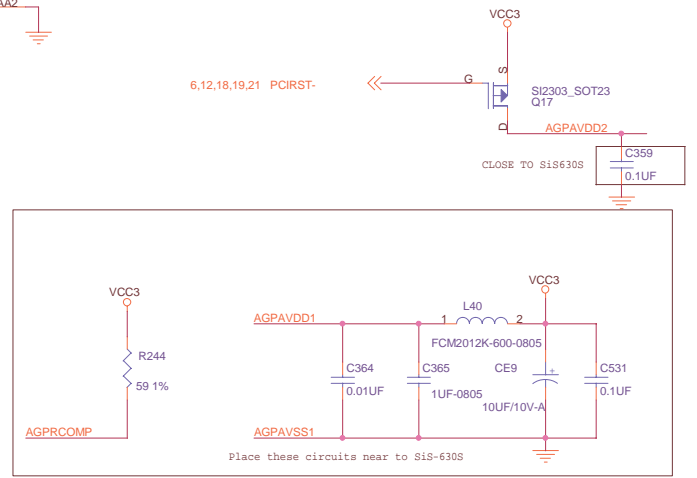 VCC3
S
6,12,18,19,21 PCIRST-
G
SI2303_SOT23
Q17
D
AGPAVDD2
C359
CLOSE TO SiS630S
0.1UF
VCC3
VCC3
L40
AGPAVDD1
1
2
FCM2012K-600-0805
R244
C364
C365
CE9
+
C531
59 1%
0.01UF
1UF-0805
0.1UF
10UF/10V-A
AGPRCOMP
AGPAVSS1
Place these circuits near to SiS-630S